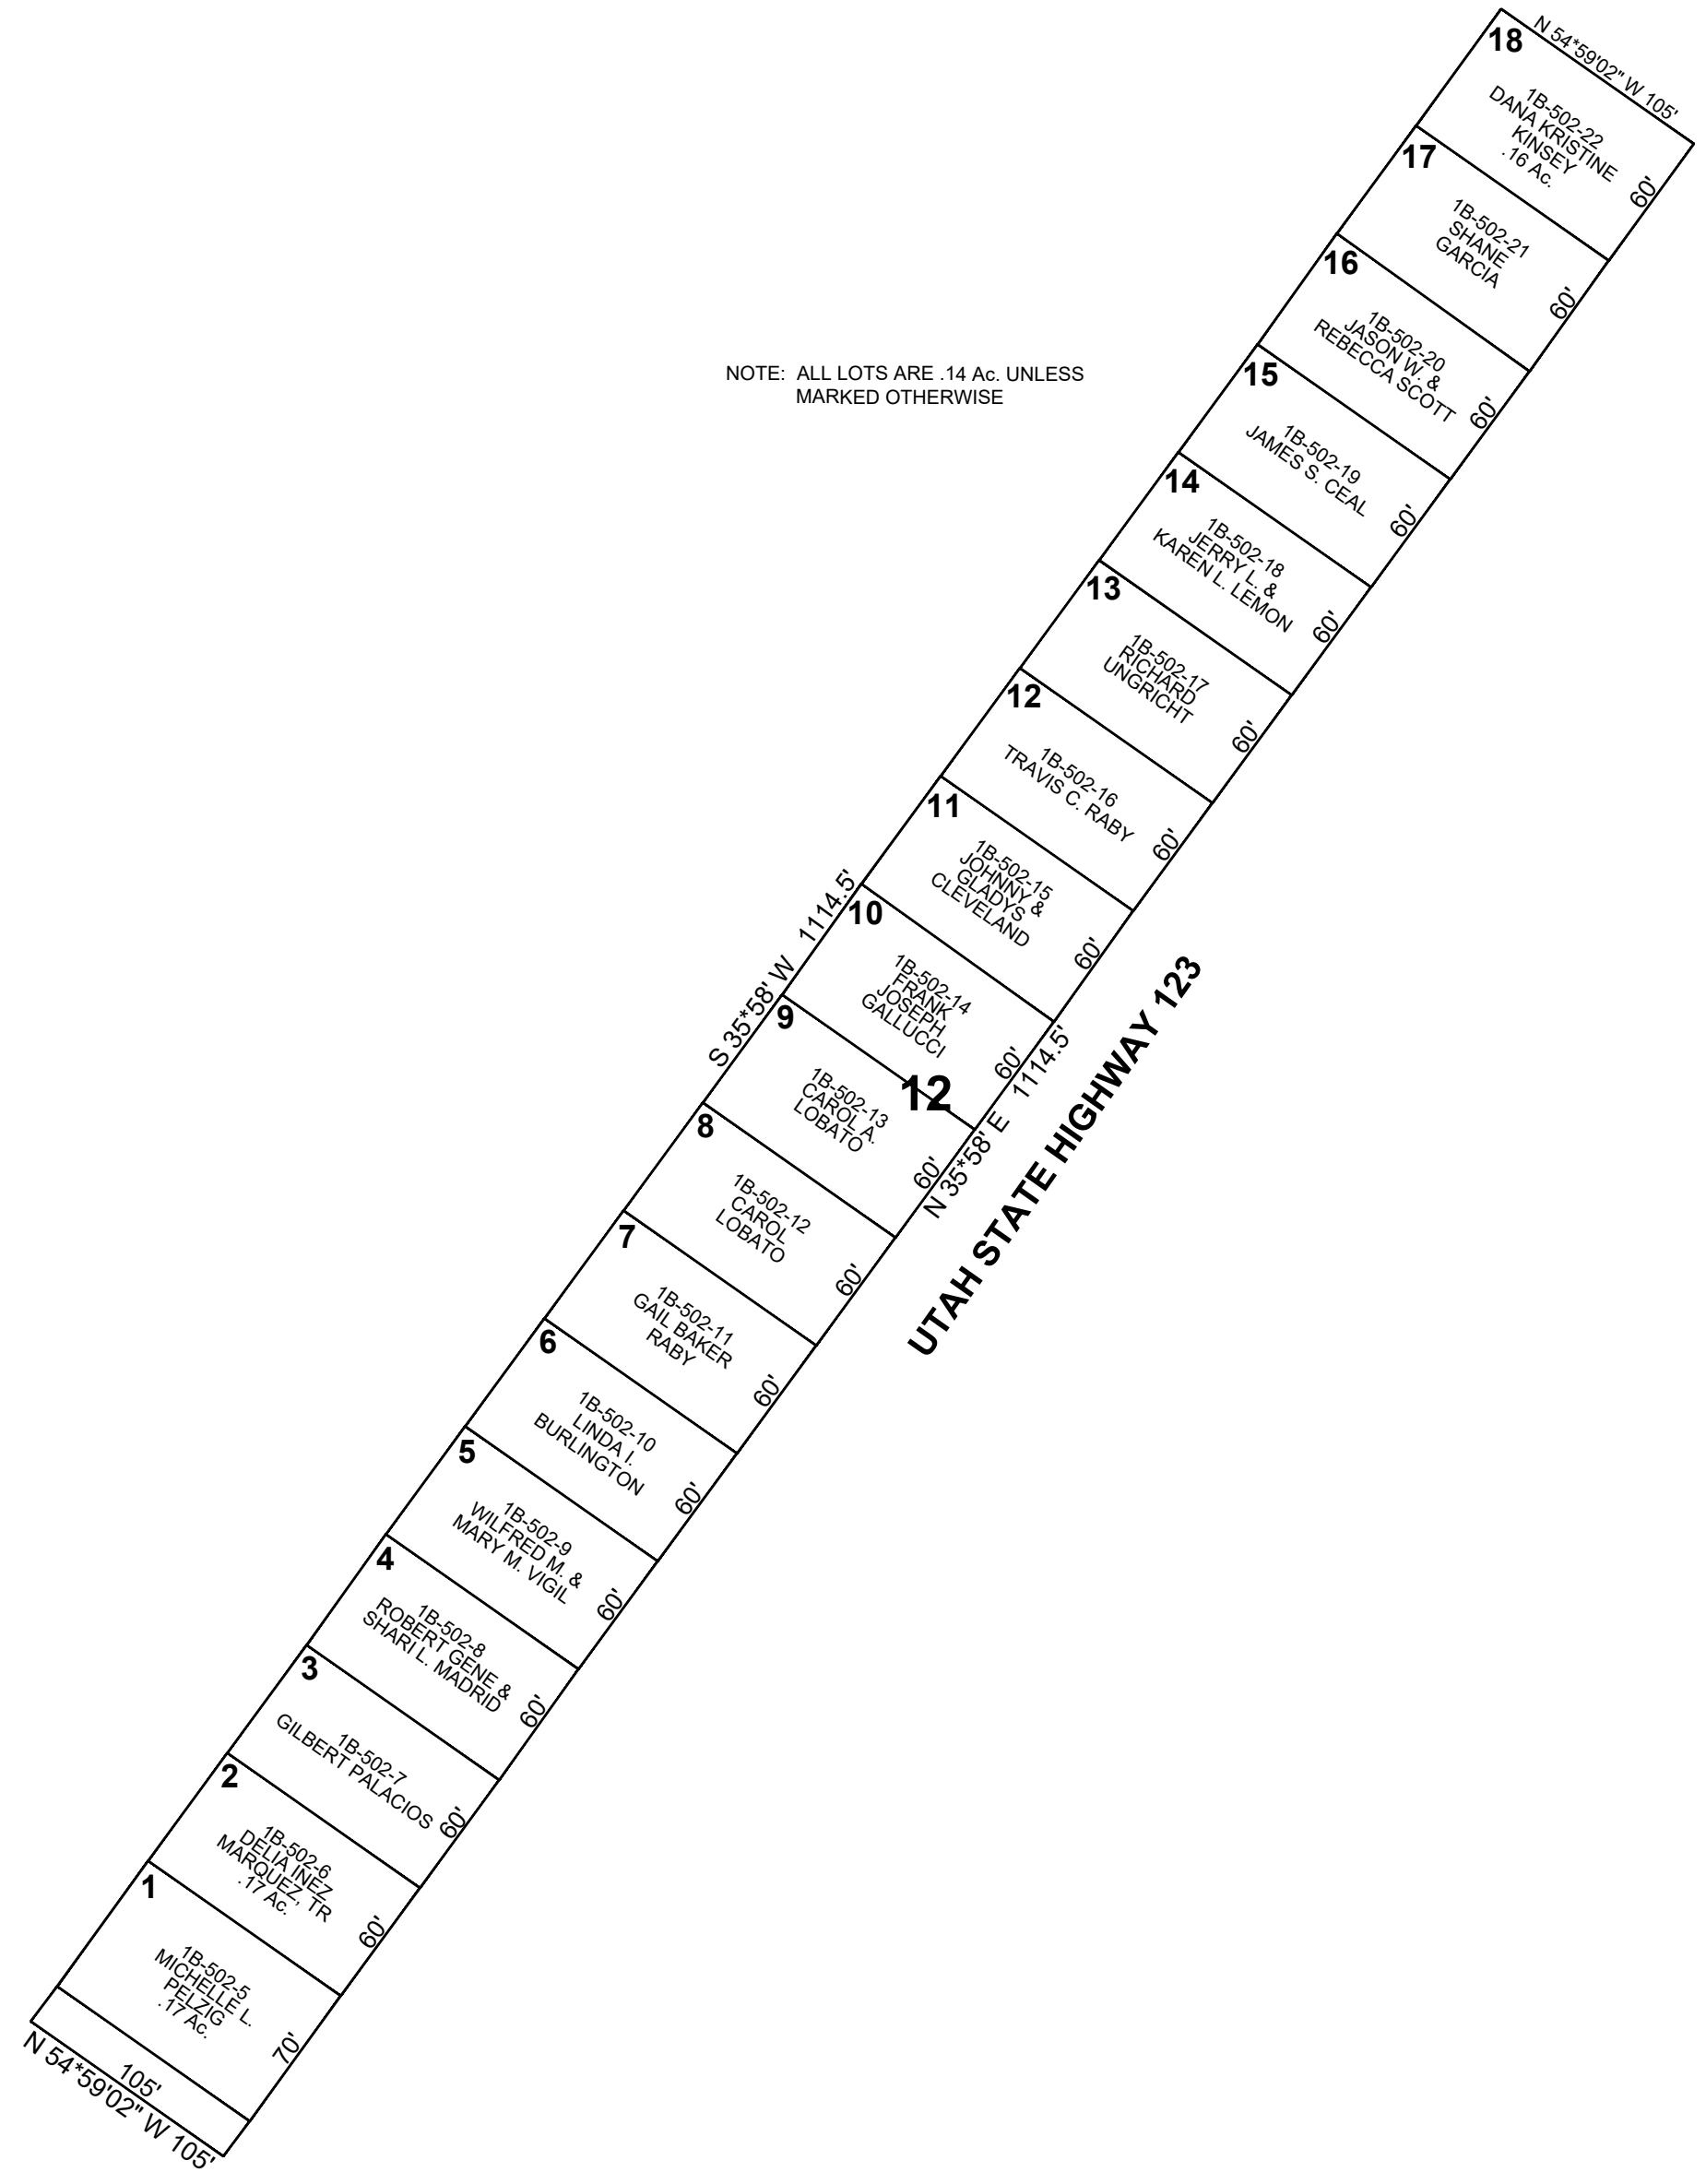 N 54*59'02" W 105'
18
1B-502-22
DANA KRISTINE
KINSEY
.16 Ac.
60'
17
1B-502-21
SHANE
GARCIA
60'
16
1B-502-20
JASON W. &
REBECCA SCOTT
60'
NOTE: ALL LOTS ARE .14 Ac. UNLESS
MARKED OTHERWISE
15
1B-502-19
JAMES S. CEAL
60'
14
1B-502-18
JERRY L. &
KAREN L. LEMON
60'
13
1B-502-17
RICHARD
UNGRICHT
60'
12
1B-502-16
TRAVIS C. RABY
60'
11
1B-502-15
JOHNNY &
GLADYS
CLEVELAND
60'
S 35*58' W 1114.5'
10
1B-502-14
FRANK
JOSEPH
GALLUCCI
60'
12
N 35*58' E 1114.5'
UTAH STATE HIGHWAY 123
9
1B-502-13
CAROL A.
LOBATO
60'
8
1B-502-12
CAROL
LOBATO
60'
7
1B-502-11
GAIL BAKER
RABY
60'
6
1B-502-10
LINDA I.
BURLINGTON
60'
5
1B-502-9
WILFRED M. &
MARY M. VIGIL
60'
4
1B-502-8
ROBERT GENE &
SHARI L. MADRID
60'
3
1B-502-7
GILBERT PALACIOS
60'
2
1B-502-6
DELIA INEZ
MARQUEZ, TR
.17 Ac.
60'
1
1B-502-5
MICHELLE L.
PELZIG
.17 Ac.
70'
105'
N 54*59'02" W 105'